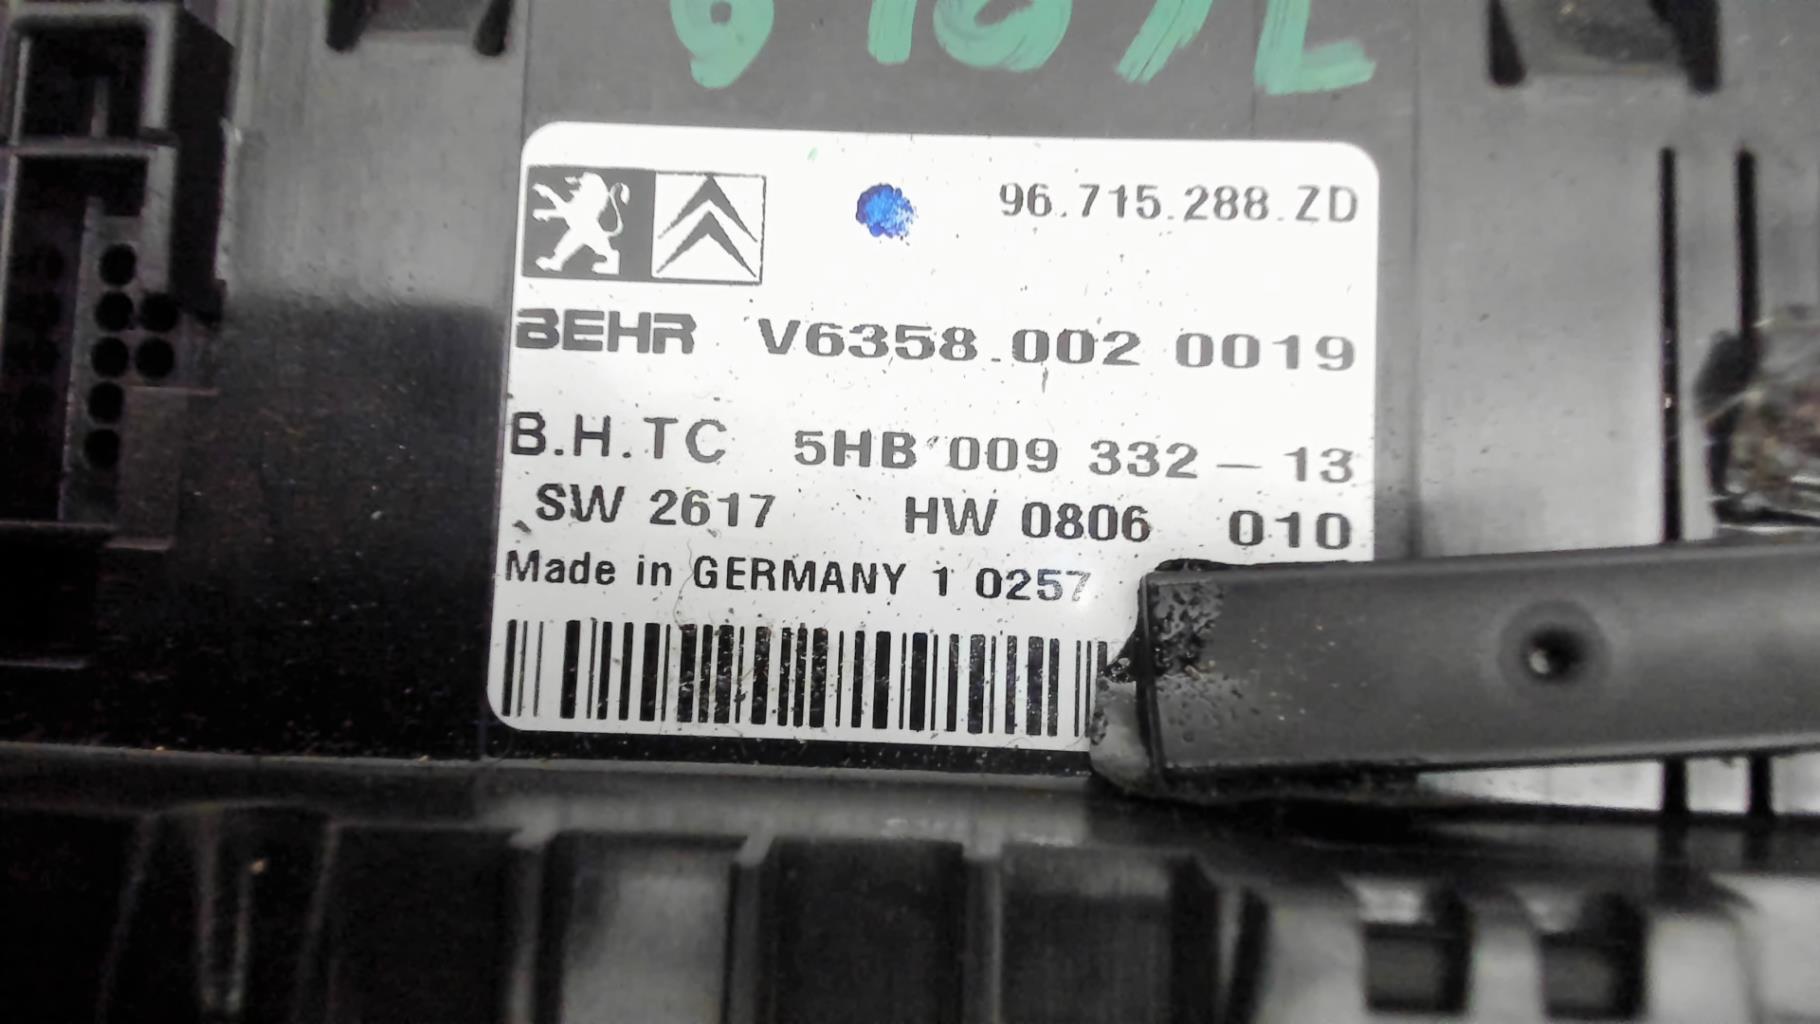 96.715.288.ZD
BEHR V6358.002 0019
B.H.TC 5HB 009 332 - 13
SW 2617 HW 0806 010
Made in GERMANY 1 0257